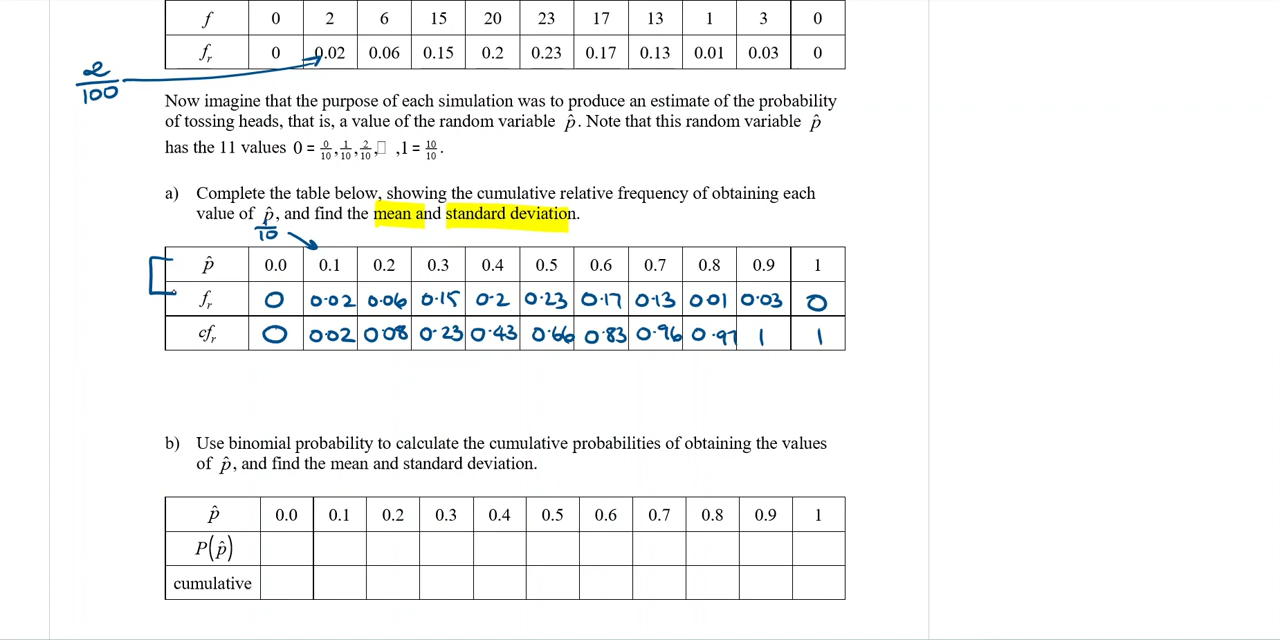 f 0 2 6 15 20 23 17 13 1 3 0
fr 0 0.02 0.06 0.15 0.2 0.23 0.17 0.13 0.01 0.03 0
2/100
Now imagine that the purpose of each simulation was to produce an estimate of the probability
of tossing heads, that is, a value of the random variable p̂. Note that this random variable p̂
has the 11 values 0 = 0/10, 1/10, 2/10, □ , 1 = 10/10.
a) Complete the table below, showing the cumulative relative frequency of obtaining each
value of p̂, and find the mean and standard deviation.
1/10
p̂ 0.0 0.1 0.2 0.3 0.4 0.5 0.6 0.7 0.8 0.9 1
fr 0 0.02 0.06 0.15 0.2 0.23 0.17 0.13 0.01 0.03 0
cfr 0 0.02 0.08 0.23 0.43 0.66 0.83 0.96 0.97 1 1
b) Use binomial probability to calculate the cumulative probabilities of obtaining the values
of p̂, and find the mean and standard deviation.
p̂ 0.0 0.1 0.2 0.3 0.4 0.5 0.6 0.7 0.8 0.9 1
P(p̂)
cumulative